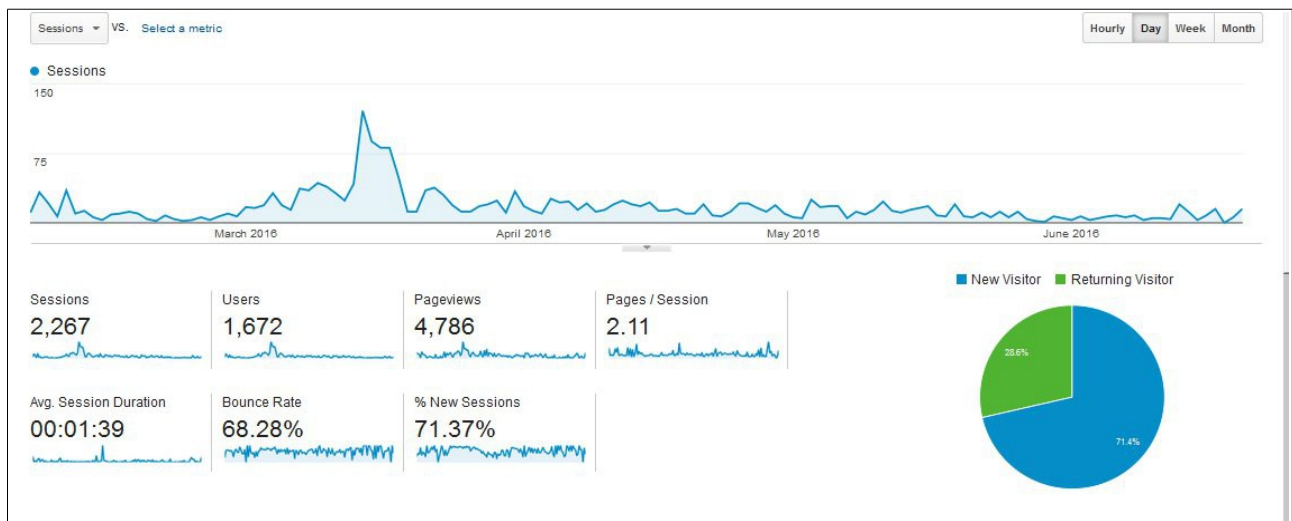 Sessions VS. Select a metric Hourly Day Week Month
Sessions
150
75
March 2016 April 2016 May 2016 June 2016
New Visitor Returning Visitor
Sessions Users Pageviews Pages / Session
2,267 1,672 4,786 2.11
28.6%
Avg. Session Duration Bounce Rate % New Sessions
00:01:39 68.28% 71.37%
71.4%